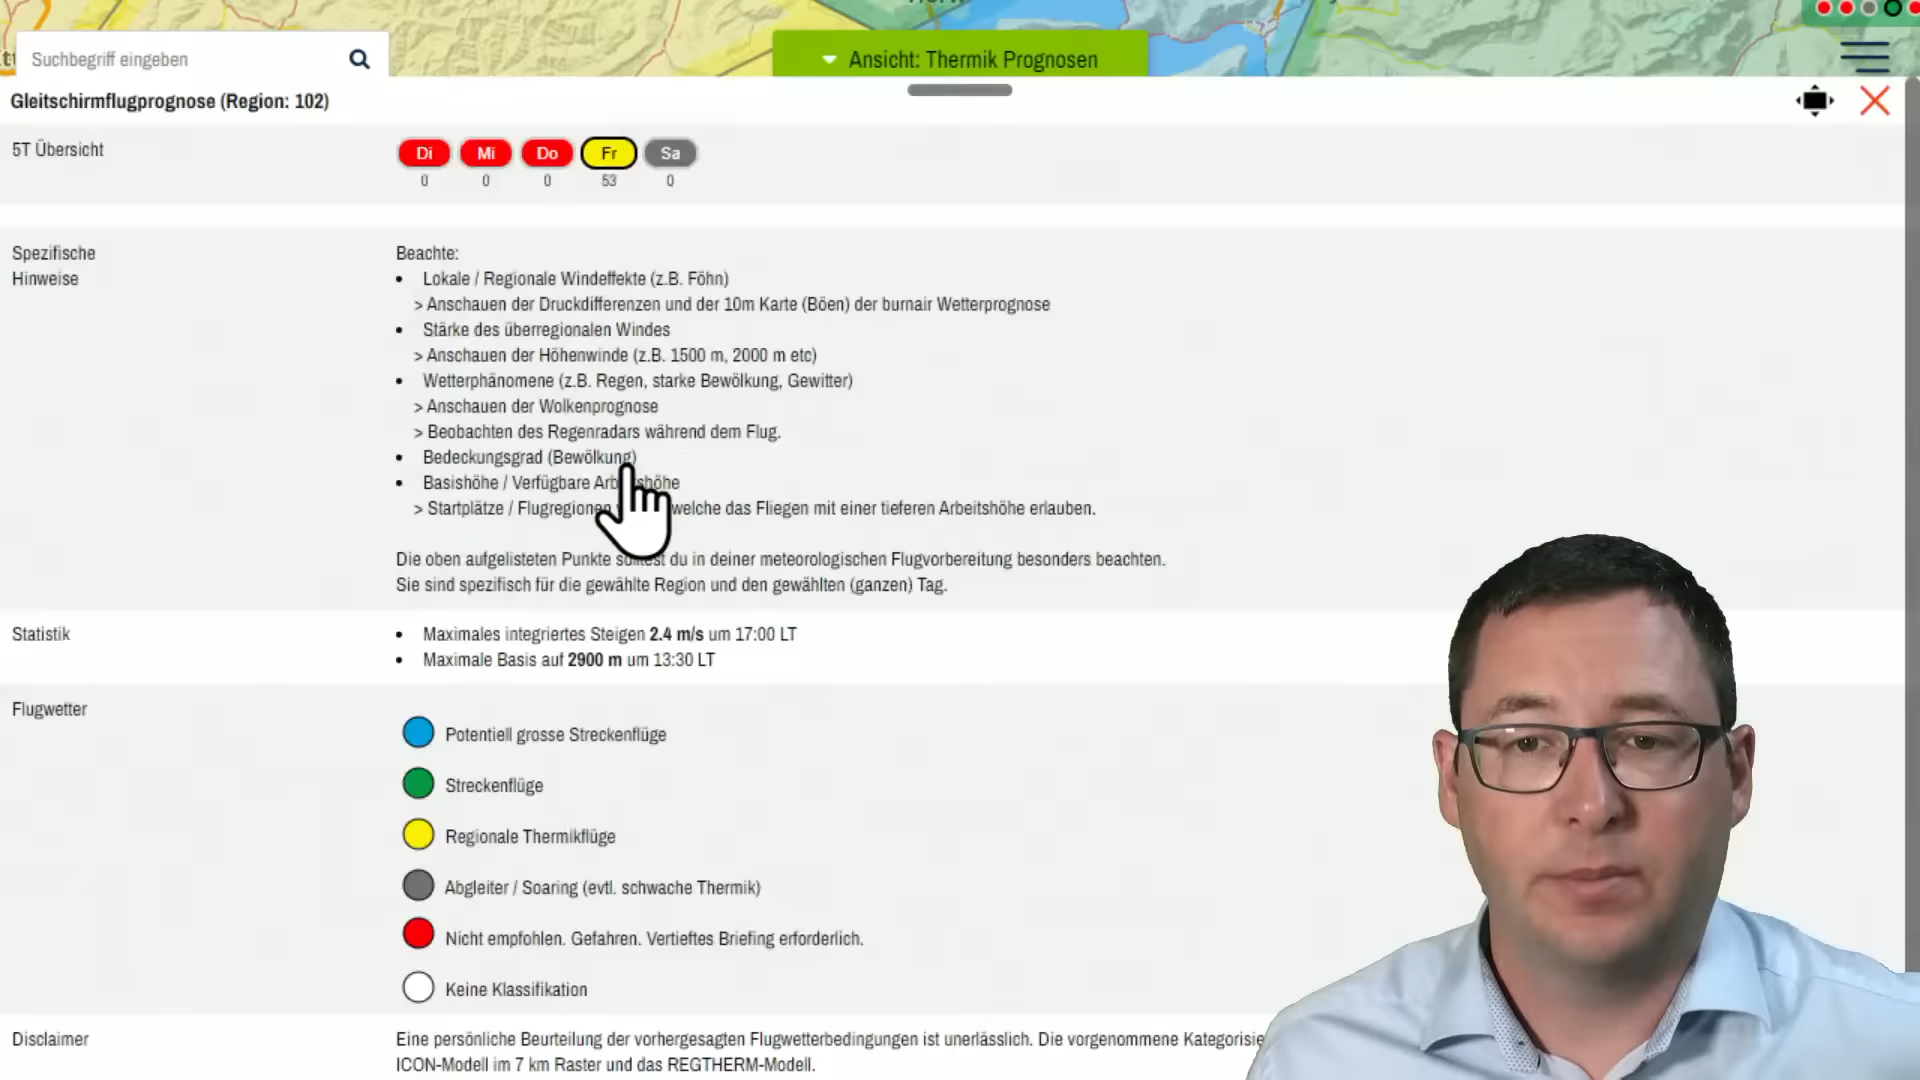 Suchbegriff eingeben
Ansicht: Thermik Prognosen
Gleitschirmflugprognose (Region: 102)
5T Übersicht
Di Mi Do Fr Sa
0 0 0 53 0
Spezifische
Hinweise
Beachte:
• Lokale / Regionale Windeffekte (z.B. Föhn)
> Anschauen der Druckdifferenzen und der 10m Karte (Böen) der burnair Wetterprognose
• Stärke des überregionalen Windes
> Anschauen der Höhenwinde (z.B. 1500 m, 2000 m etc)
• Wetterphänomene (z.B. Regen, starke Bewölkung, Gewitter)
> Anschauen der Wolkenprognose
> Beobachten des Regenradars während dem Flug.
• Bedeckungsgrad (Bewölkung)
• Basishöhe / Verfügbare Arbeitshöhe
> Startplätze / Flugregionen welche das Fliegen mit einer tieferen Arbeitshöhe erlauben.
Die oben aufgelisteten Punkte solltest du in deiner meteorologischen Flugvorbereitung besonders beachten.
Sie sind spezifisch für die gewählte Region und den gewählten (ganzen) Tag.
Statistik
• Maximales integriertes Steigen 2.4 m/s um 17:00 LT
• Maximale Basis auf 2900 m um 13:30 LT
Flugwetter
Potentiell grosse Streckenflüge
Streckenflüge
Regionale Thermikflüge
Abgleiter / Soaring (evtl. schwache Thermik)
Nicht empfohlen. Gefahren. Vertieftes Briefing erforderlich.
Keine Klassifikation
Disclaimer
Eine persönliche Beurteilung der vorhergesagten Flugwetterbedingungen ist unerlässlich. Die vorgenommene Kategorisie
ICON-Modell im 7 km Raster und das REGTHERM-Modell.